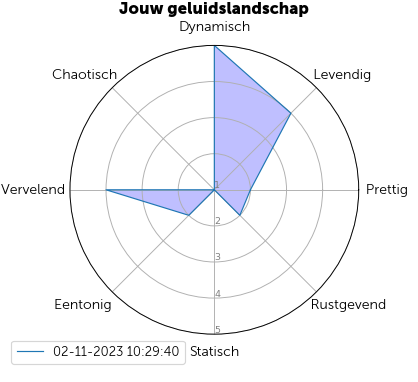 Jouw geluidslandschap
Dynamisch
Chaotisch
Levendig
Vervelend
1
Prettig
2
3
4
Eentonig
Rustgevend
5
02-11-2023 10:29:40
Statisch